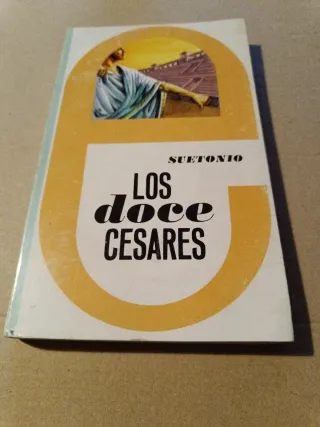 SUETONIO
LOS
doce
CESARES